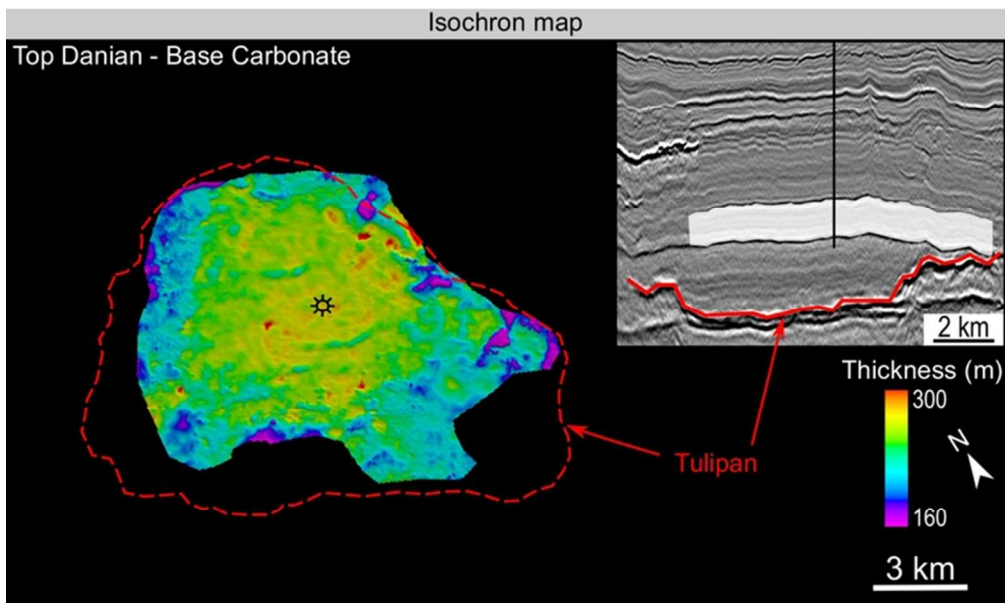 Isochron map
Top Danian - Base Carbonate
2 km
Thickness (m)
300
160
N
Tulipan
3 km